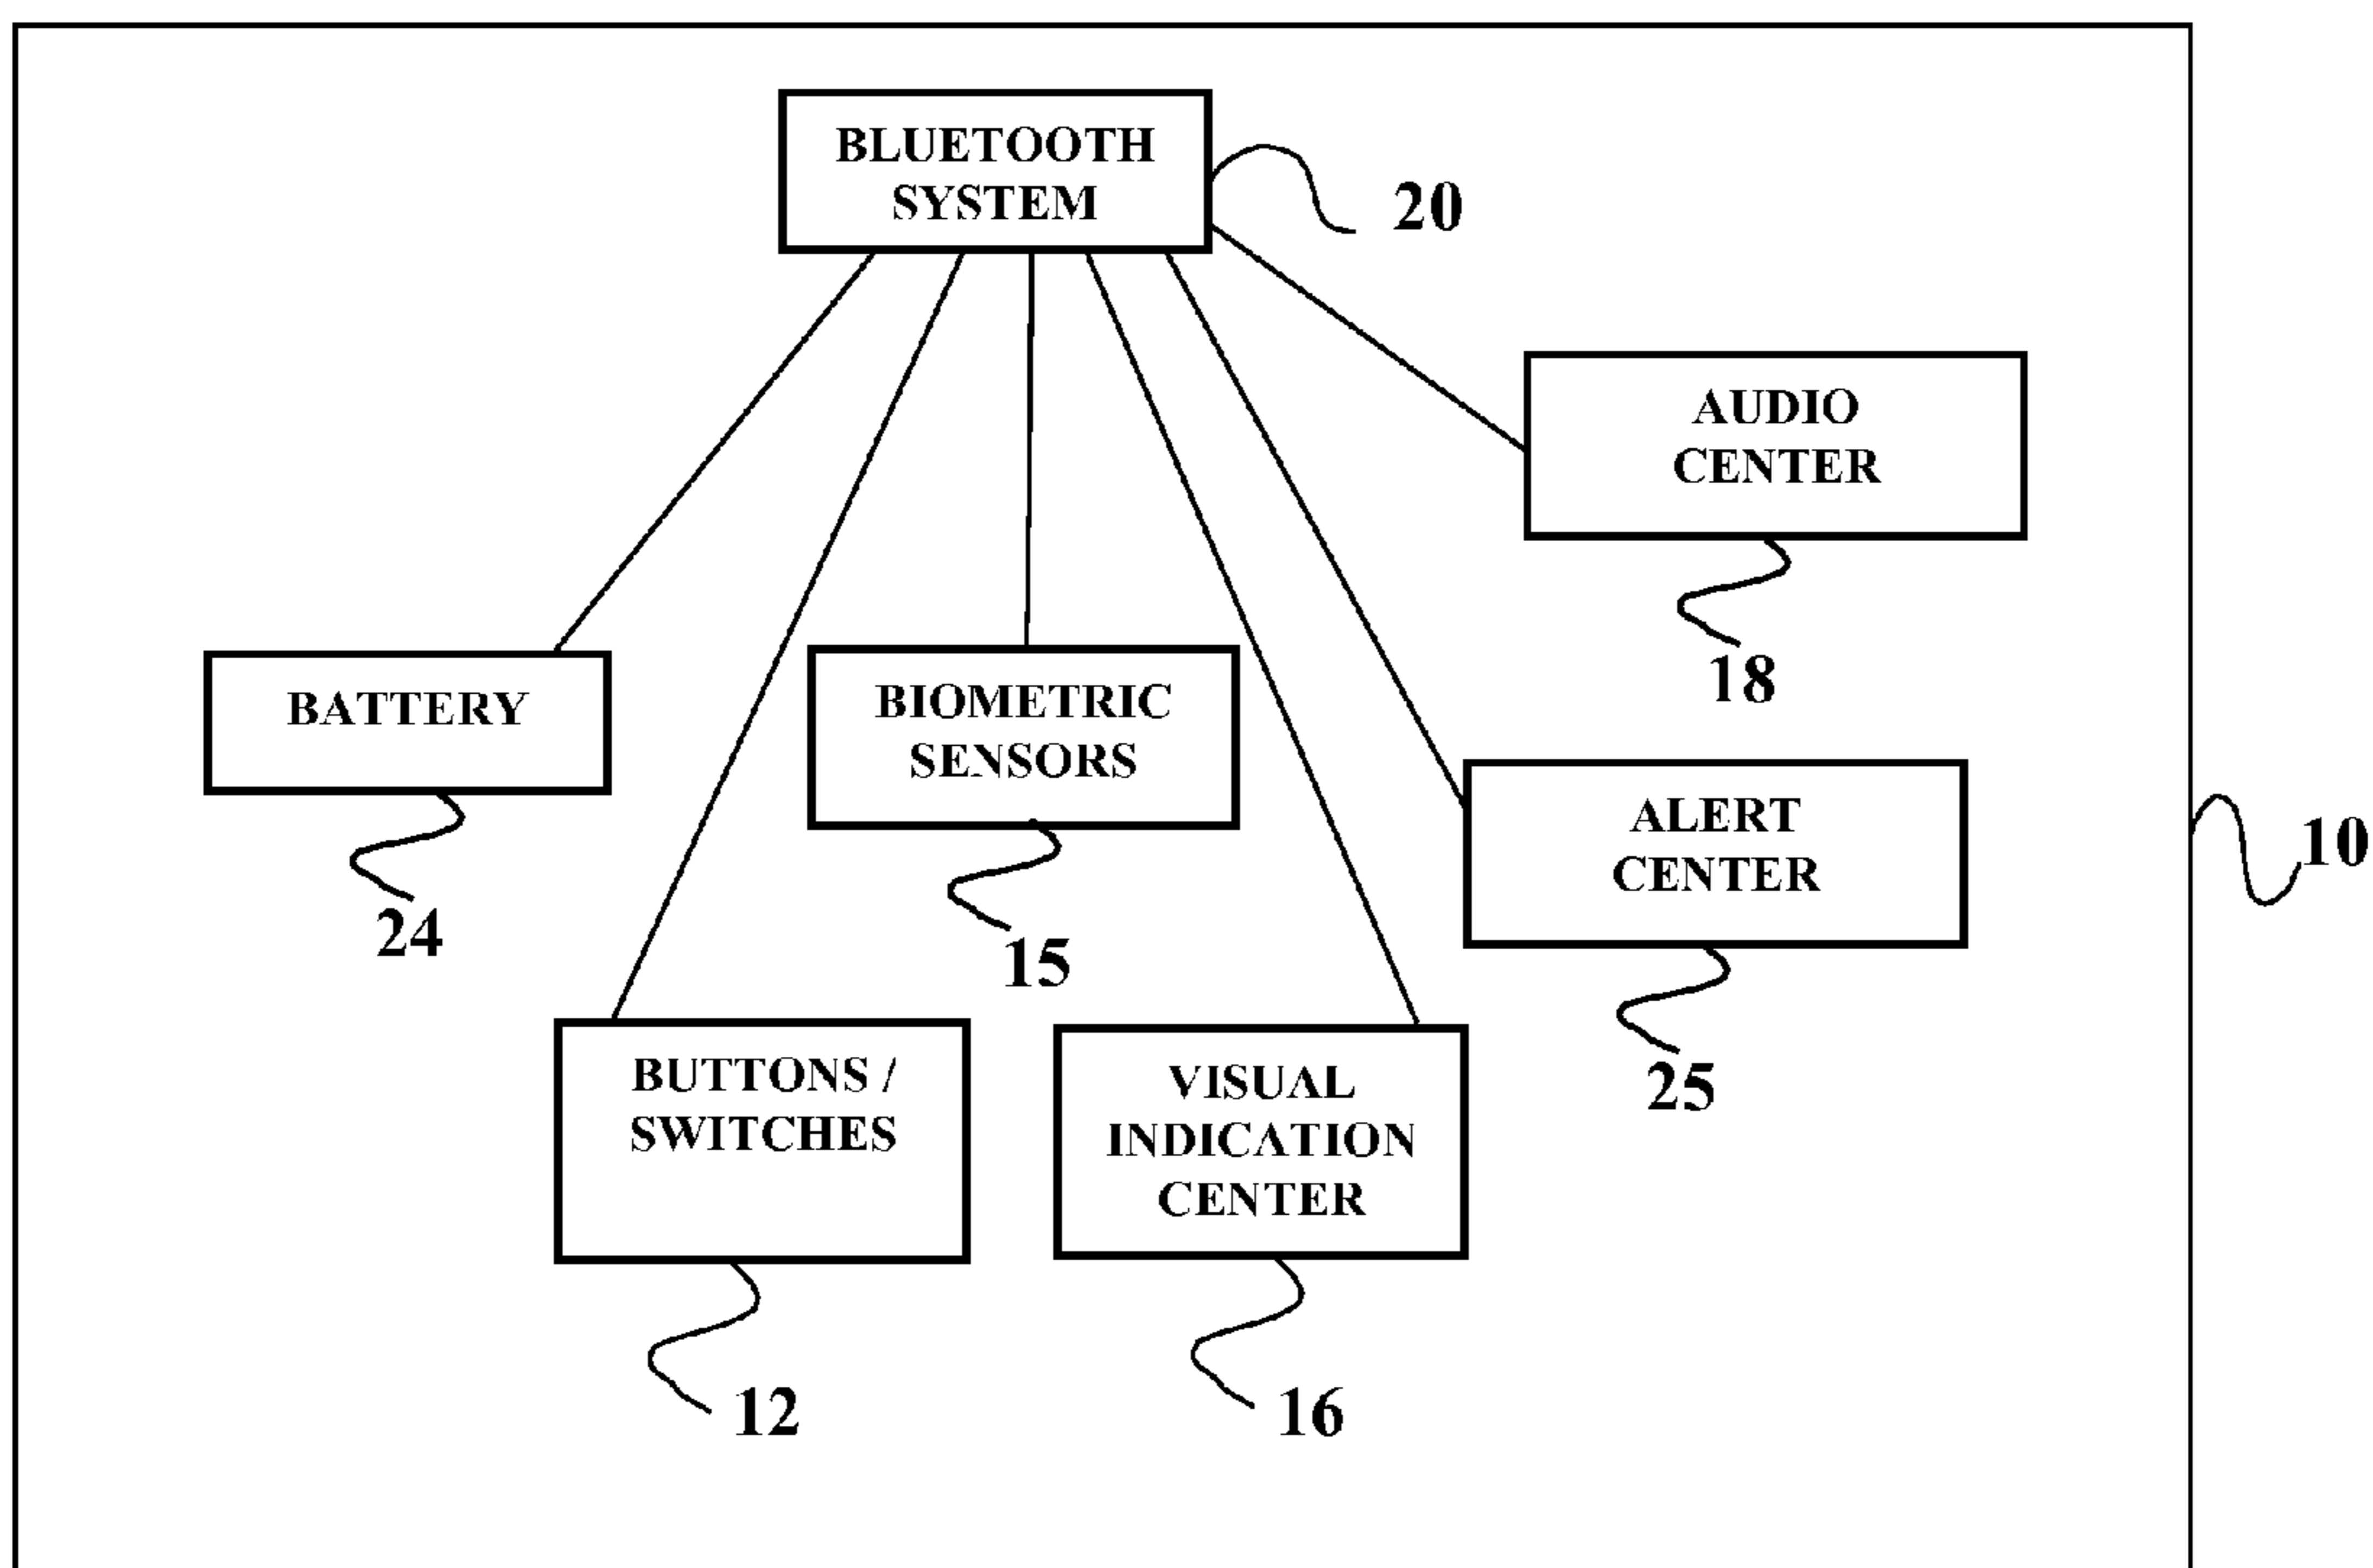 BLUETOOTH
SYSTEM
20
AUDIO
CENTER
18
BATTERY
24
BIOMETRIC
SENSORS
15
ALERT
CENTER
25
10
BUTTONS /
SWITCHES
12
VISUAL
INDICATION
CENTER
16